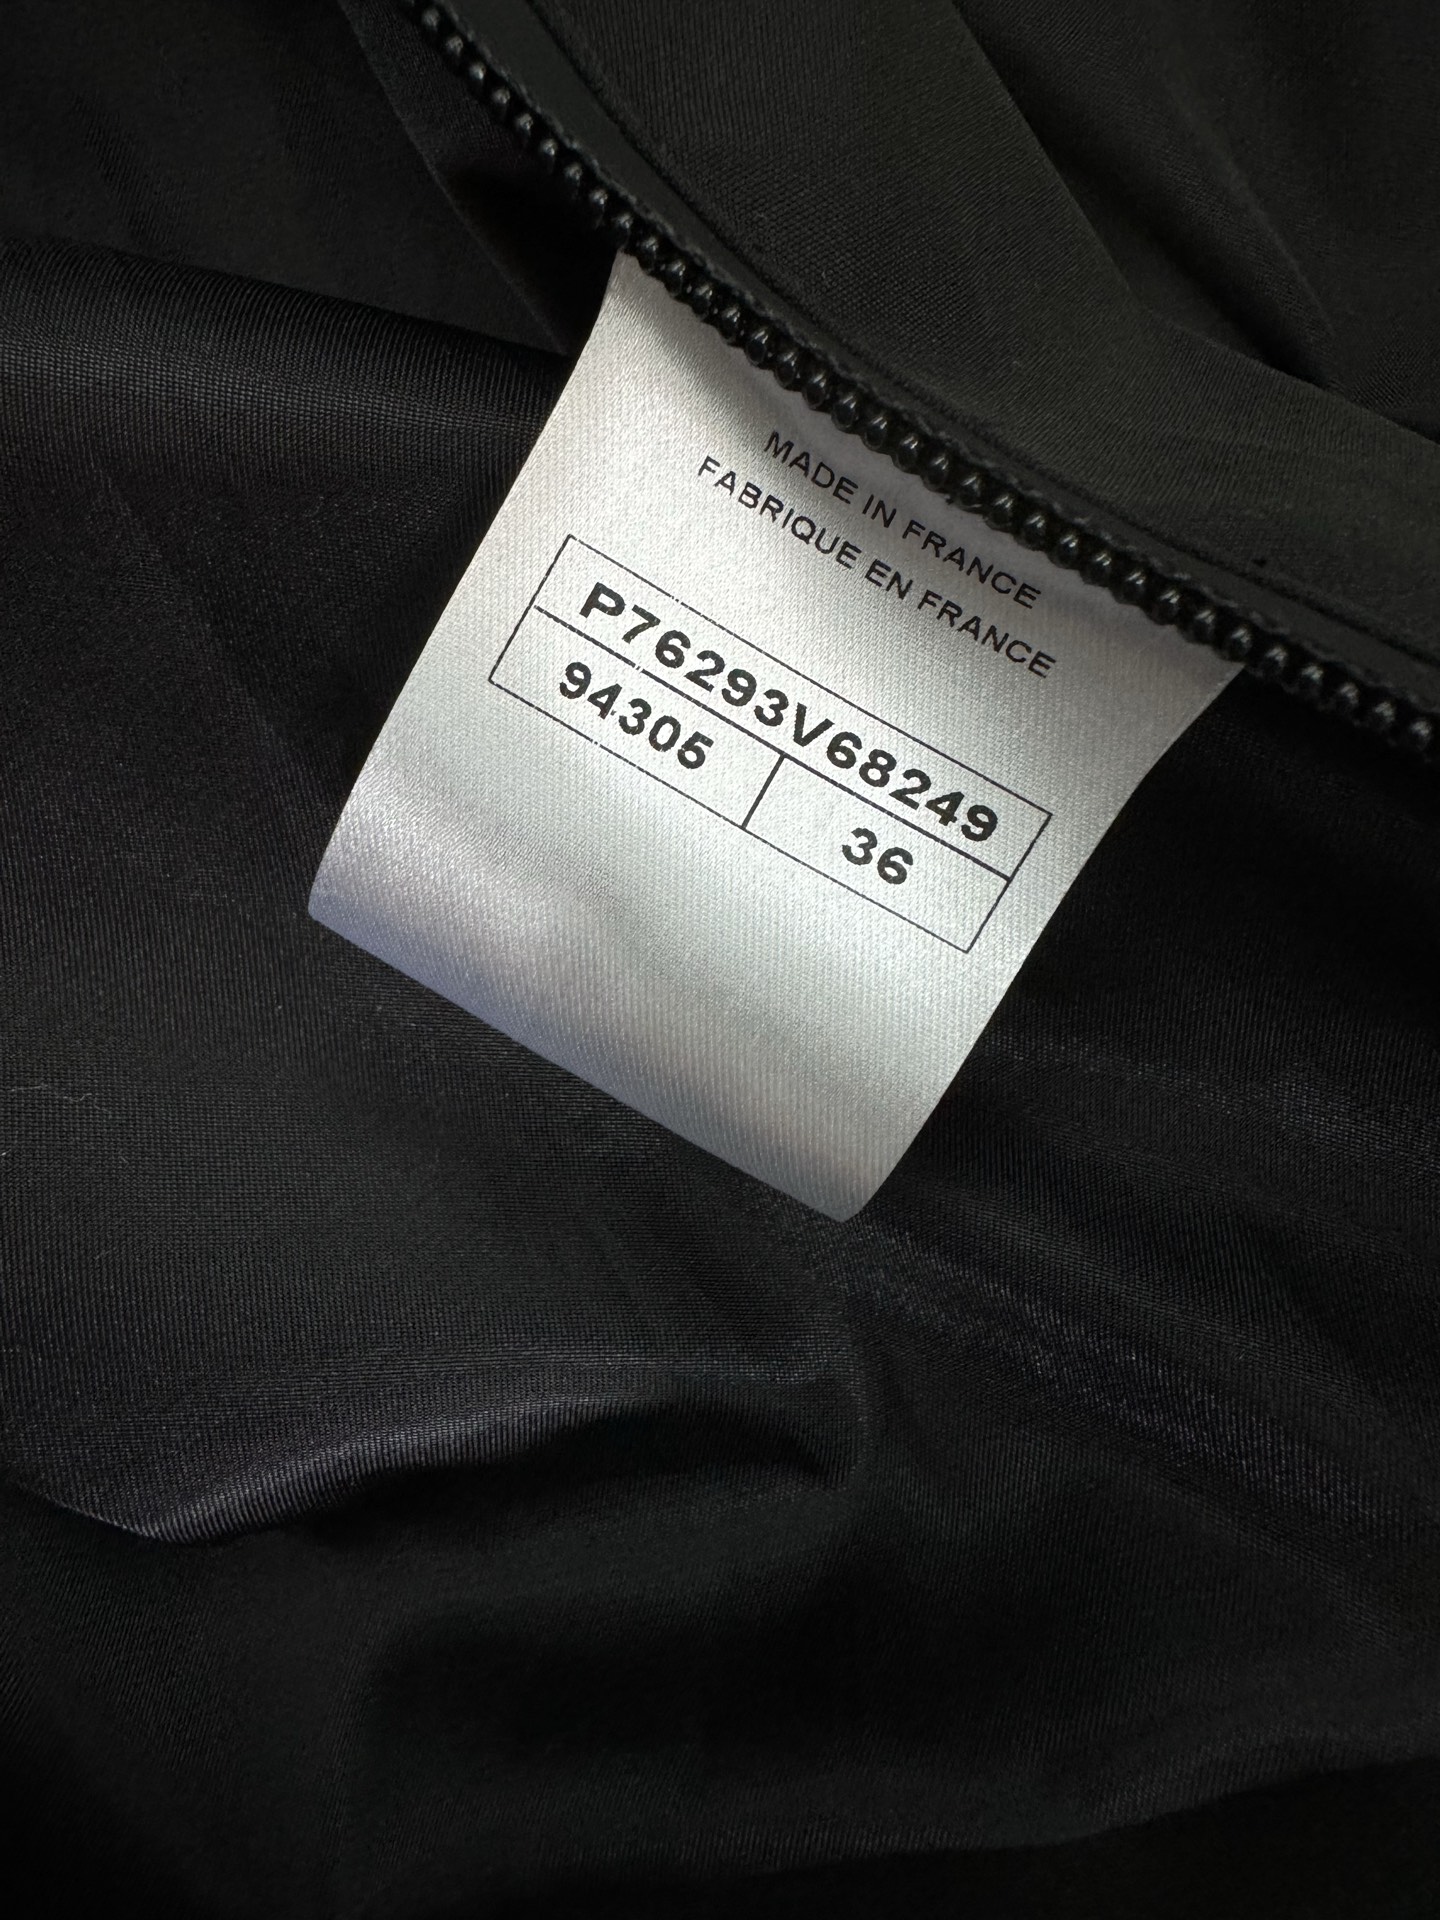 MADE IN FRANCE
FABRIQUE EN FRANCE
P76293V68249
94305 36